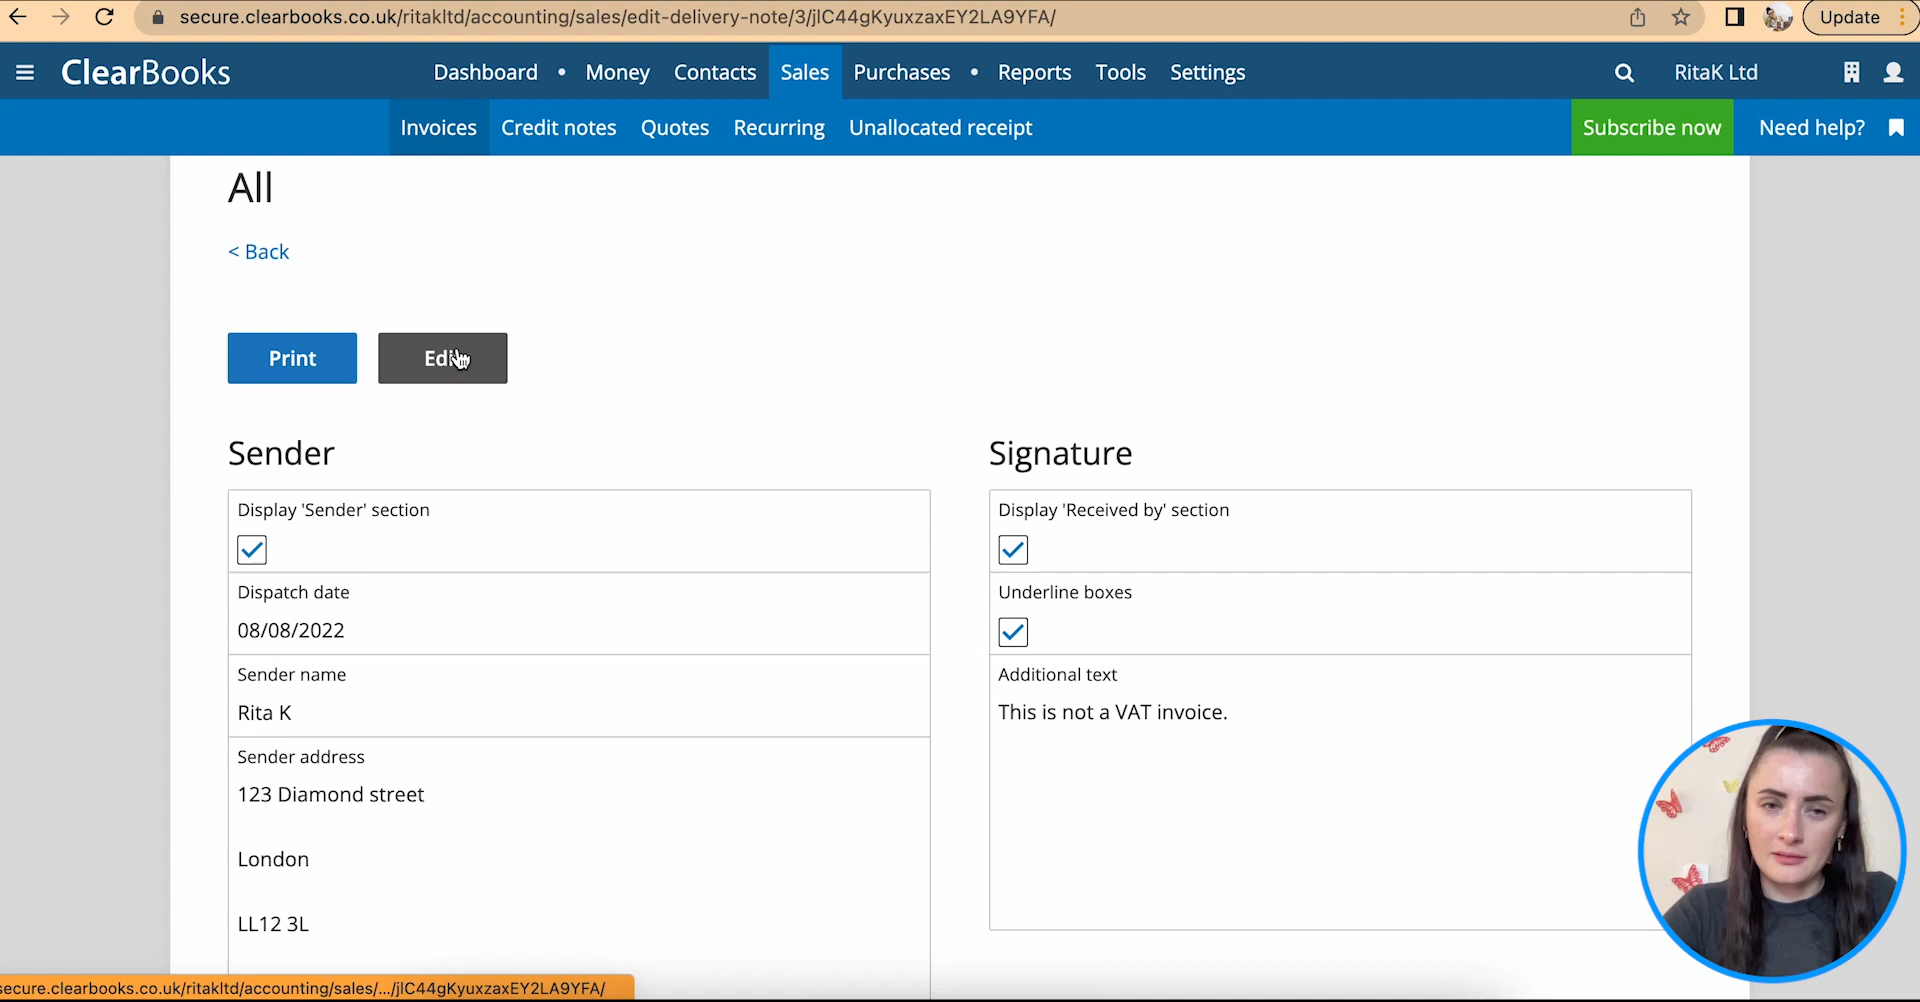 secure.clearbooks.co.uk/ritakltd/accounting/sales/edit-delivery-note/3/jlC44gKyuxzaxEY2LA9YFA/
Update
ClearBooks
Dashboard • Money Contacts Sales Purchases • Reports Tools Settings
RitaK Ltd
Invoices Credit notes Quotes Recurring Unallocated receipt
Subscribe now
Need help?
All
< Back
Print
Edit
Sender
Display 'Sender' section
Dispatch date
08/08/2022
Sender name
Rita K
Sender address
123 Diamond street
London
LL12 3L
Signature
Display 'Received by' section
Underline boxes
Additional text
This is not a VAT invoice.
secure.clearbooks.co.uk/ritakltd/accounting/sales/.../jlC44gKyuxzaxEY2LA9YFA/